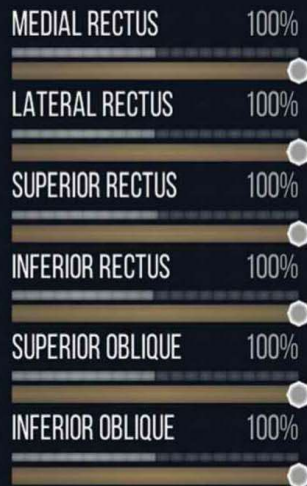 MEDIAL RECTUS 100%
LATERAL RECTUS 100%
SUPERIOR RECTUS 100%
INFERIOR RECTUS 100%
SUPERIOR OBLIQUE 100%
INFERIOR OBLIQUE 100%